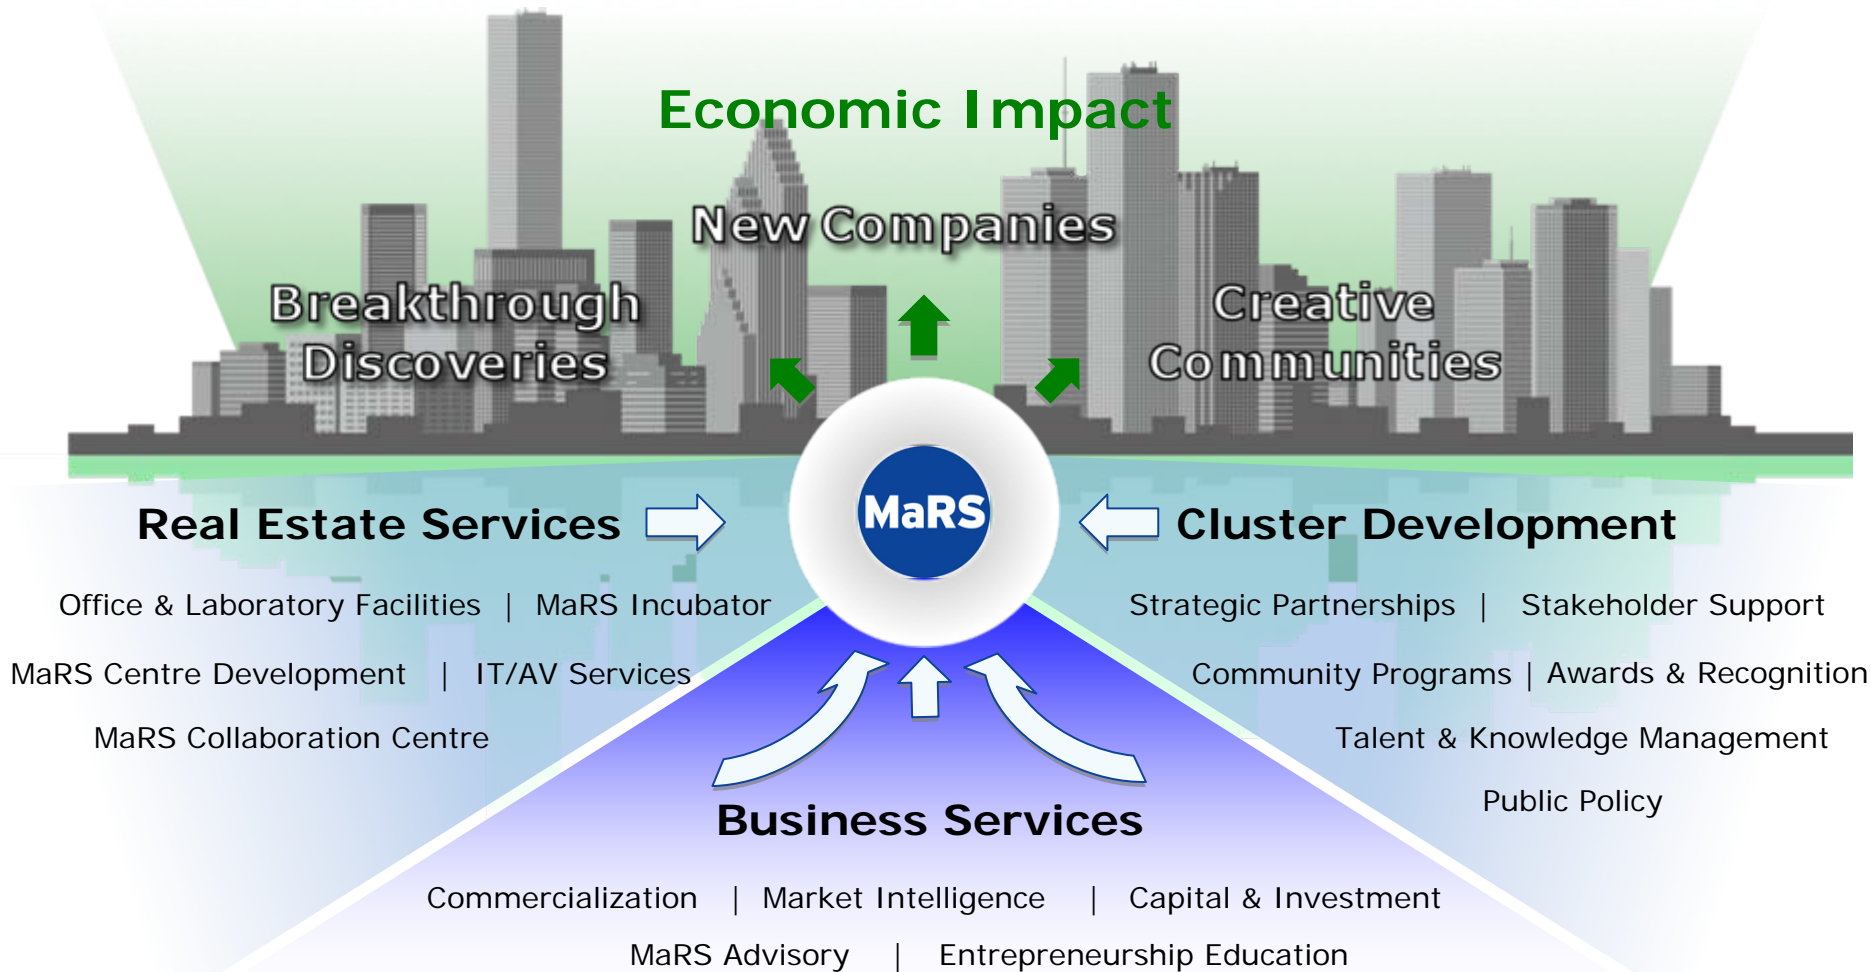 Economic Impact
New Companies
Breakthrough
Discoveries
Creative
Communities
MaRS
Real Estate Services
Office & Laboratory Facilities | MaRS Incubator
MaRS Centre Development | IT/AV Services
MaRS Collaboration Centre
Cluster Development
Strategic Partnerships | Stakeholder Support
Community Programs | Awards & Recognition
Talent & Knowledge Management
Public Policy
Business Services
Commercialization | Market Intelligence | Capital & Investment
MaRS Advisory | Entrepreneurship Education